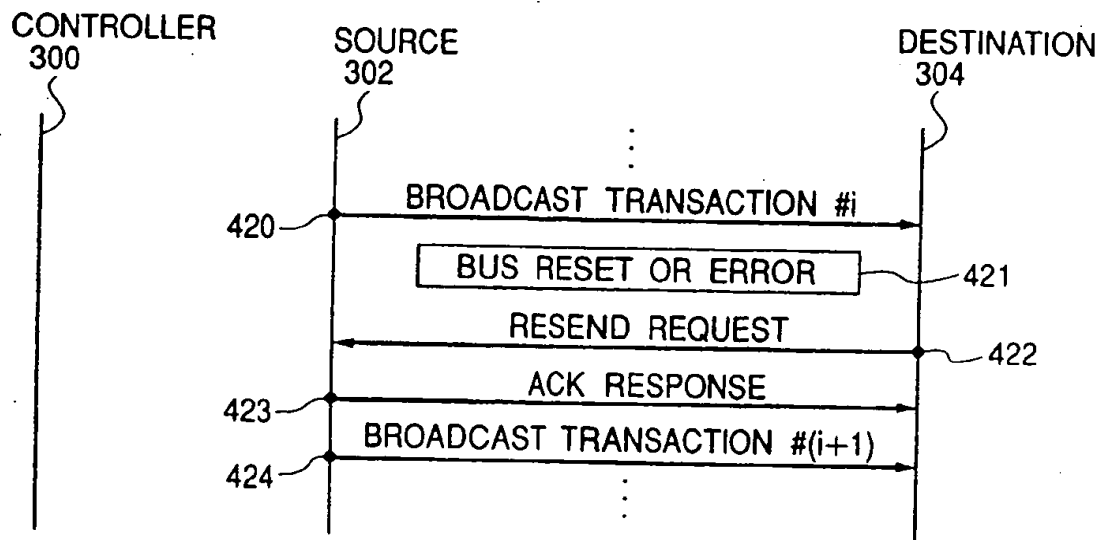 CONTROLLER
300
SOURCE
302
DESTINATION
304
BROADCAST TRANSACTION #i
420
BUS RESET OR ERROR
421
RESEND REQUEST
422
ACK RESPONSE
423
BROADCAST TRANSACTION #(i+1)
424